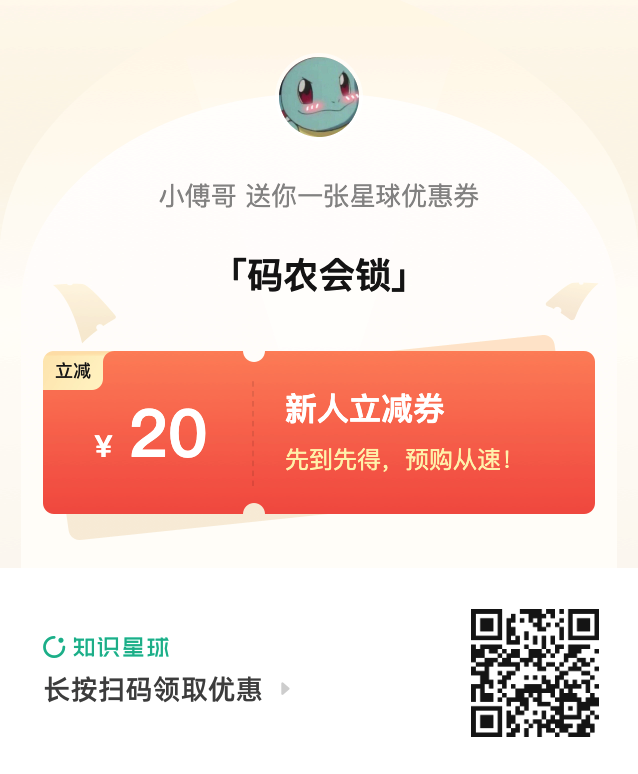 小傅哥 送你一张星球优惠券
「码农会锁」
立减
¥ 20
新人立减券
先到先得，预购从速！
知识星球
长按扫码领取优惠